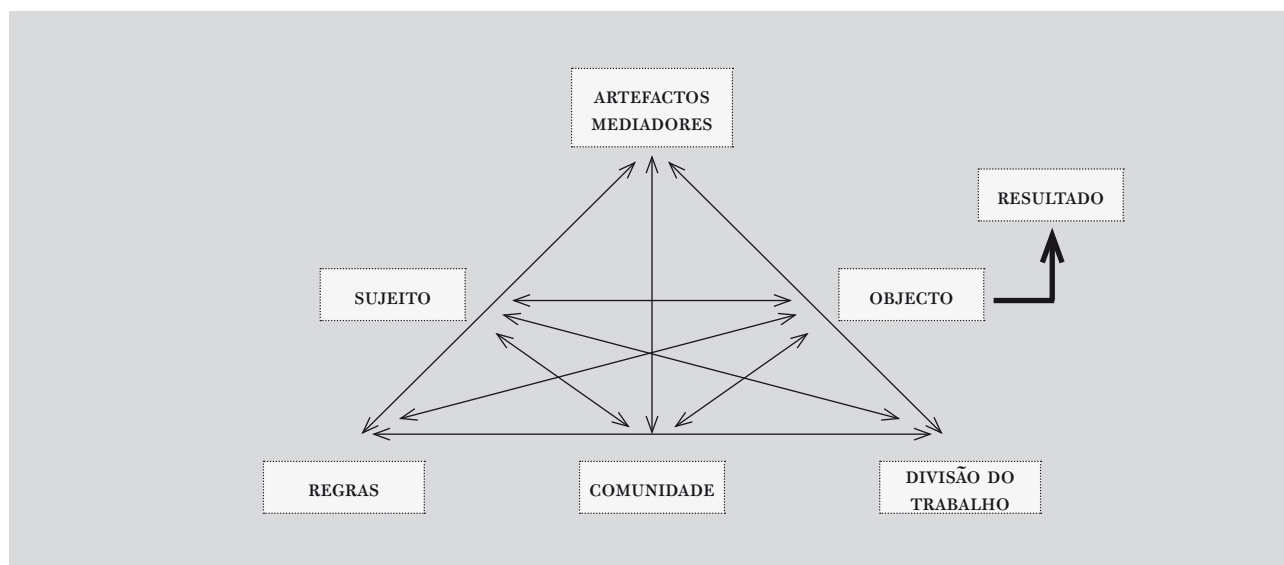 ARTEFACTOS
MEDIADORES
RESULTADO
SUJEITO
OBJECTO
REGRAS
COMUNIDADE
DIVISÃO DO
TRABALHO